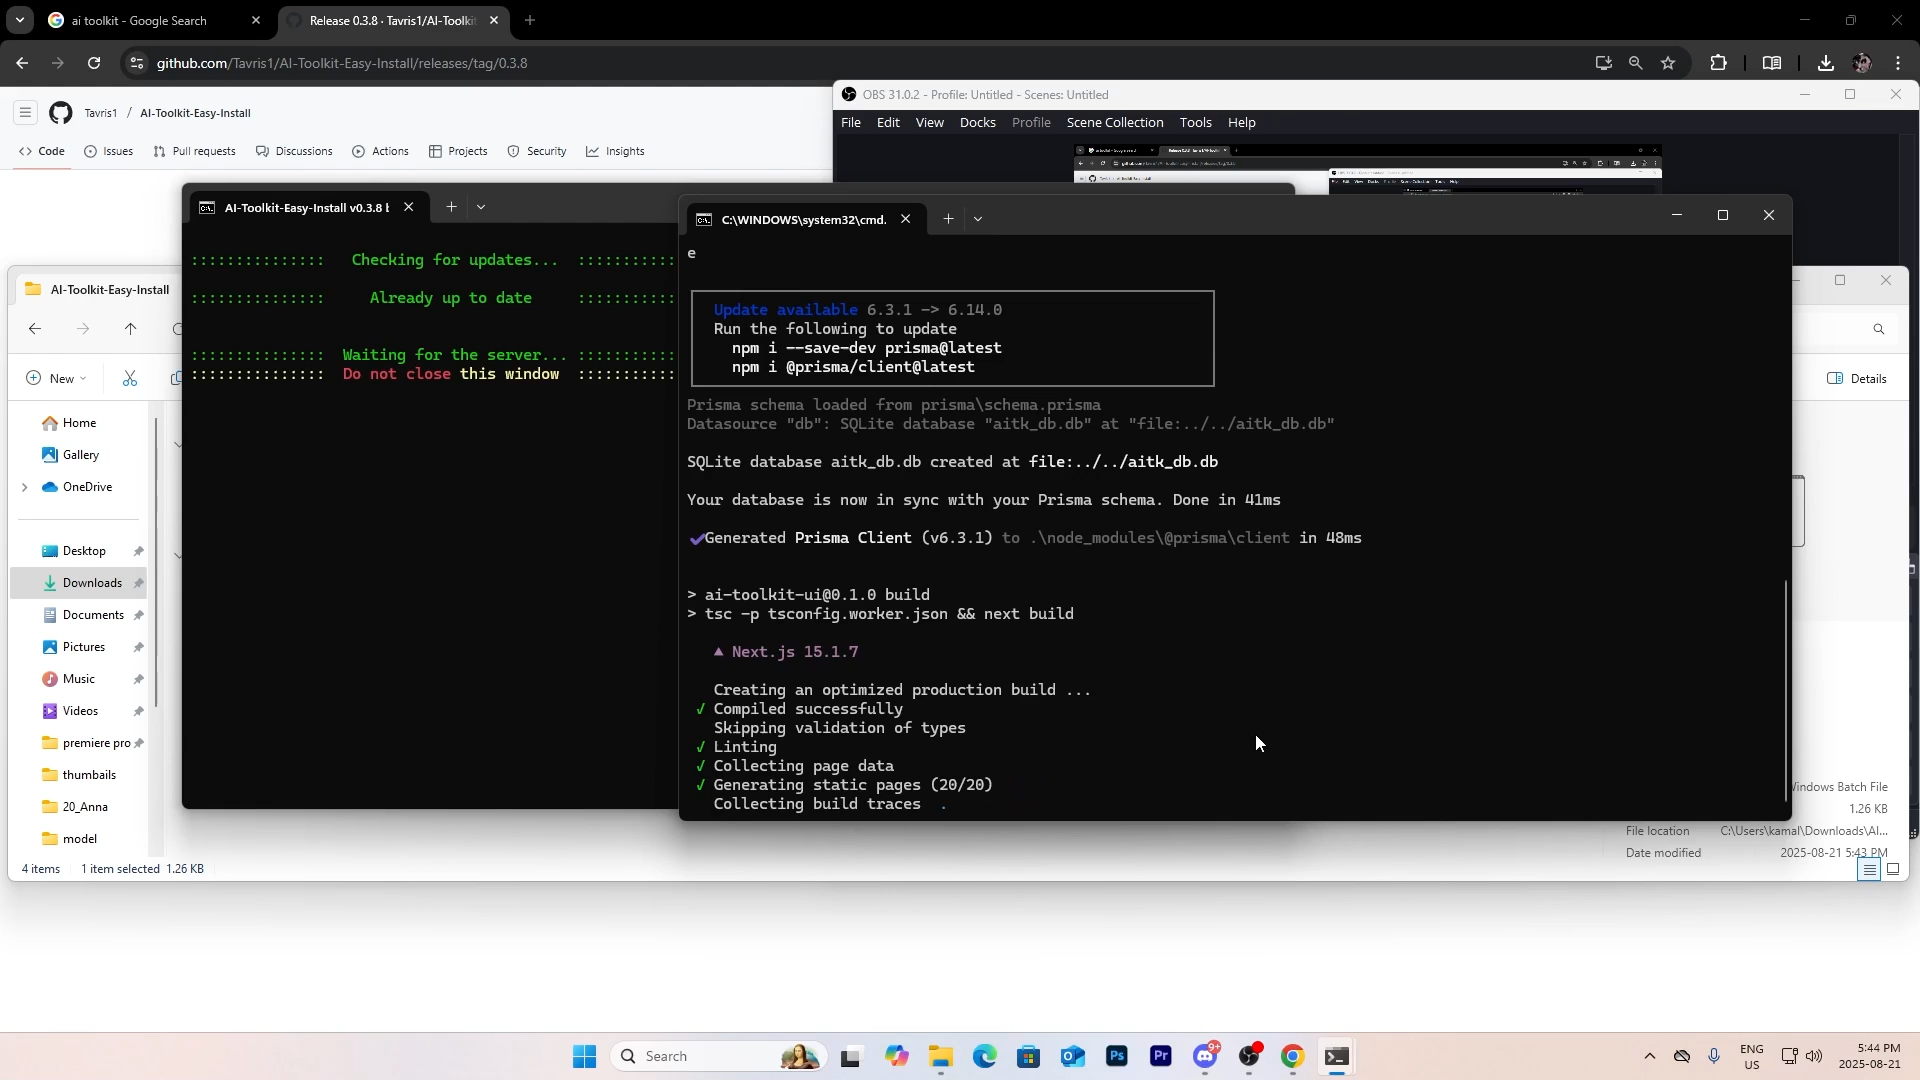 ai toolkit - Google Search
Release 0.3.8 · Tavris1/AI-Toolkit
github.com/Tavris1/AI-Toolkit-Easy-Install/releases/tag/0.3.8
Tavris1 / AI-Toolkit-Easy-Install
Code Issues Pull requests Discussions Actions Projects Security Insights
OBS 31.0.2 - Profile: Untitled - Scenes: Untitled
File Edit View Docks Profile Scene Collection Tools Help
AI-Toolkit-Easy-Install v0.3.8 b
::::::::::::::: Checking for updates... :::::::::::
::::::::::::::: Already up to date :::::::::::
::::::::::::::: Waiting for the server... :::::::::::
::::::::::::::: Do not close this window :::::::::::
C:\WINDOWS\system32\cmd.
e
Update available 6.3.1 -> 6.14.0
Run the following to update
npm i --save-dev prisma@latest
npm i @prisma/client@latest
Prisma schema loaded from prisma\schema.prisma
Datasource "db": SQLite database "aitk_db.db" at "file:../../aitk_db.db"
SQLite database aitk_db.db created at file:../../aitk_db.db
Your database is now in sync with your Prisma schema. Done in 41ms
✔Generated Prisma Client (v6.3.1) to .\node_modules\@prisma\client in 48ms
> ai-toolkit-ui@0.1.0 build
> tsc -p tsconfig.worker.json && next build
▲ Next.js 15.1.7
Creating an optimized production build ...
√ Compiled successfully
Skipping validation of types
√ Linting
√ Collecting page data
√ Generating static pages (20/20)
Collecting build traces .
AI-Toolkit-Easy-Install
New
Details
Home
Gallery
OneDrive
Desktop
Downloads
Documents
Pictures
Music
Videos
premiere pro
thumbails
20_Anna
model
4 items 1 item selected 1.26 KB
Windows Batch File
1.26 KB
File location C:\Users\kamal\Downloads\AI...
Date modified 2025-08-21 5:43 PM
Search
Ps
Pr
9+
ENG
US
5:44 PM
2025-08-21